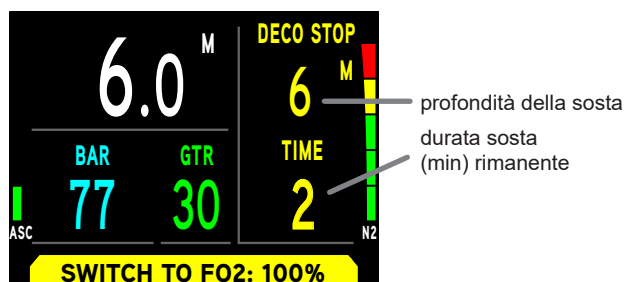 6.0 M
DECO STOP
6 M
BAR
77
GTR
30
TIME
2
ASC
N2
SWITCH TO FO2: 100%
profondità della sosta
durata sosta
(min) rimanente